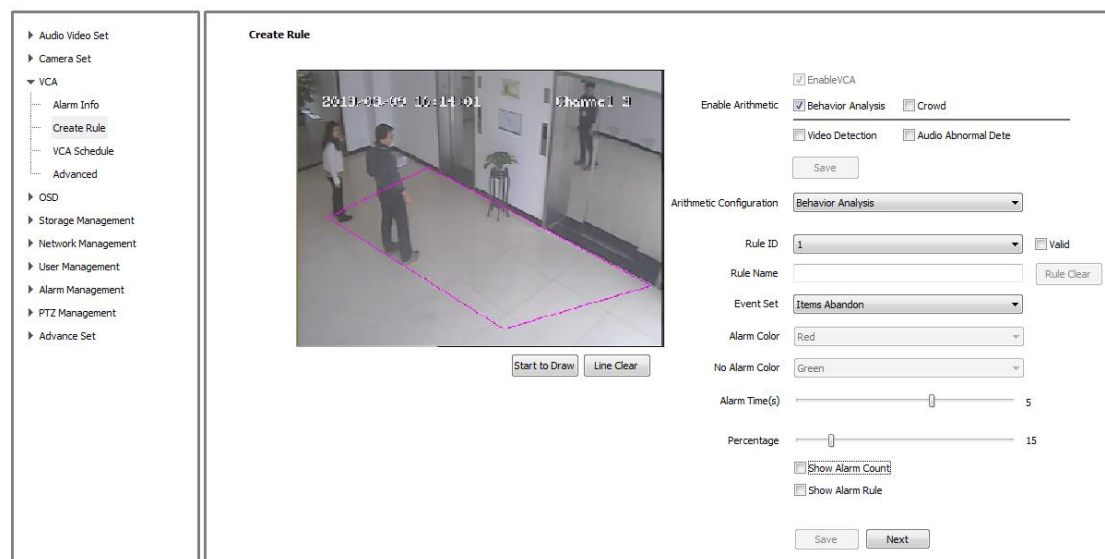 Audio Video Set
Camera Set
VCA
Alarm Info
Create Rule
VCA Schedule
Advanced
OSD
Storage Management
Network Management
User Management
Alarm Management
PTZ Management
Advance Set
Create Rule
Channel 3
Start to Draw
Line Clear
EnableVCA
Enable Arithmetic
Behavior Analysis
Crowd
Video Detection
Audio Abnormal Dete
Save
Arithmetic Configuration
Behavior Analysis
Rule ID
1
Valid
Rule Name
Rule Clear
Event Set
Items Abandon
Alarm Color
Red
No Alarm Color
Green
Alarm Time(s)
5
Percentage
15
Show Alarm Count
Show Alarm Rule
Save
Next